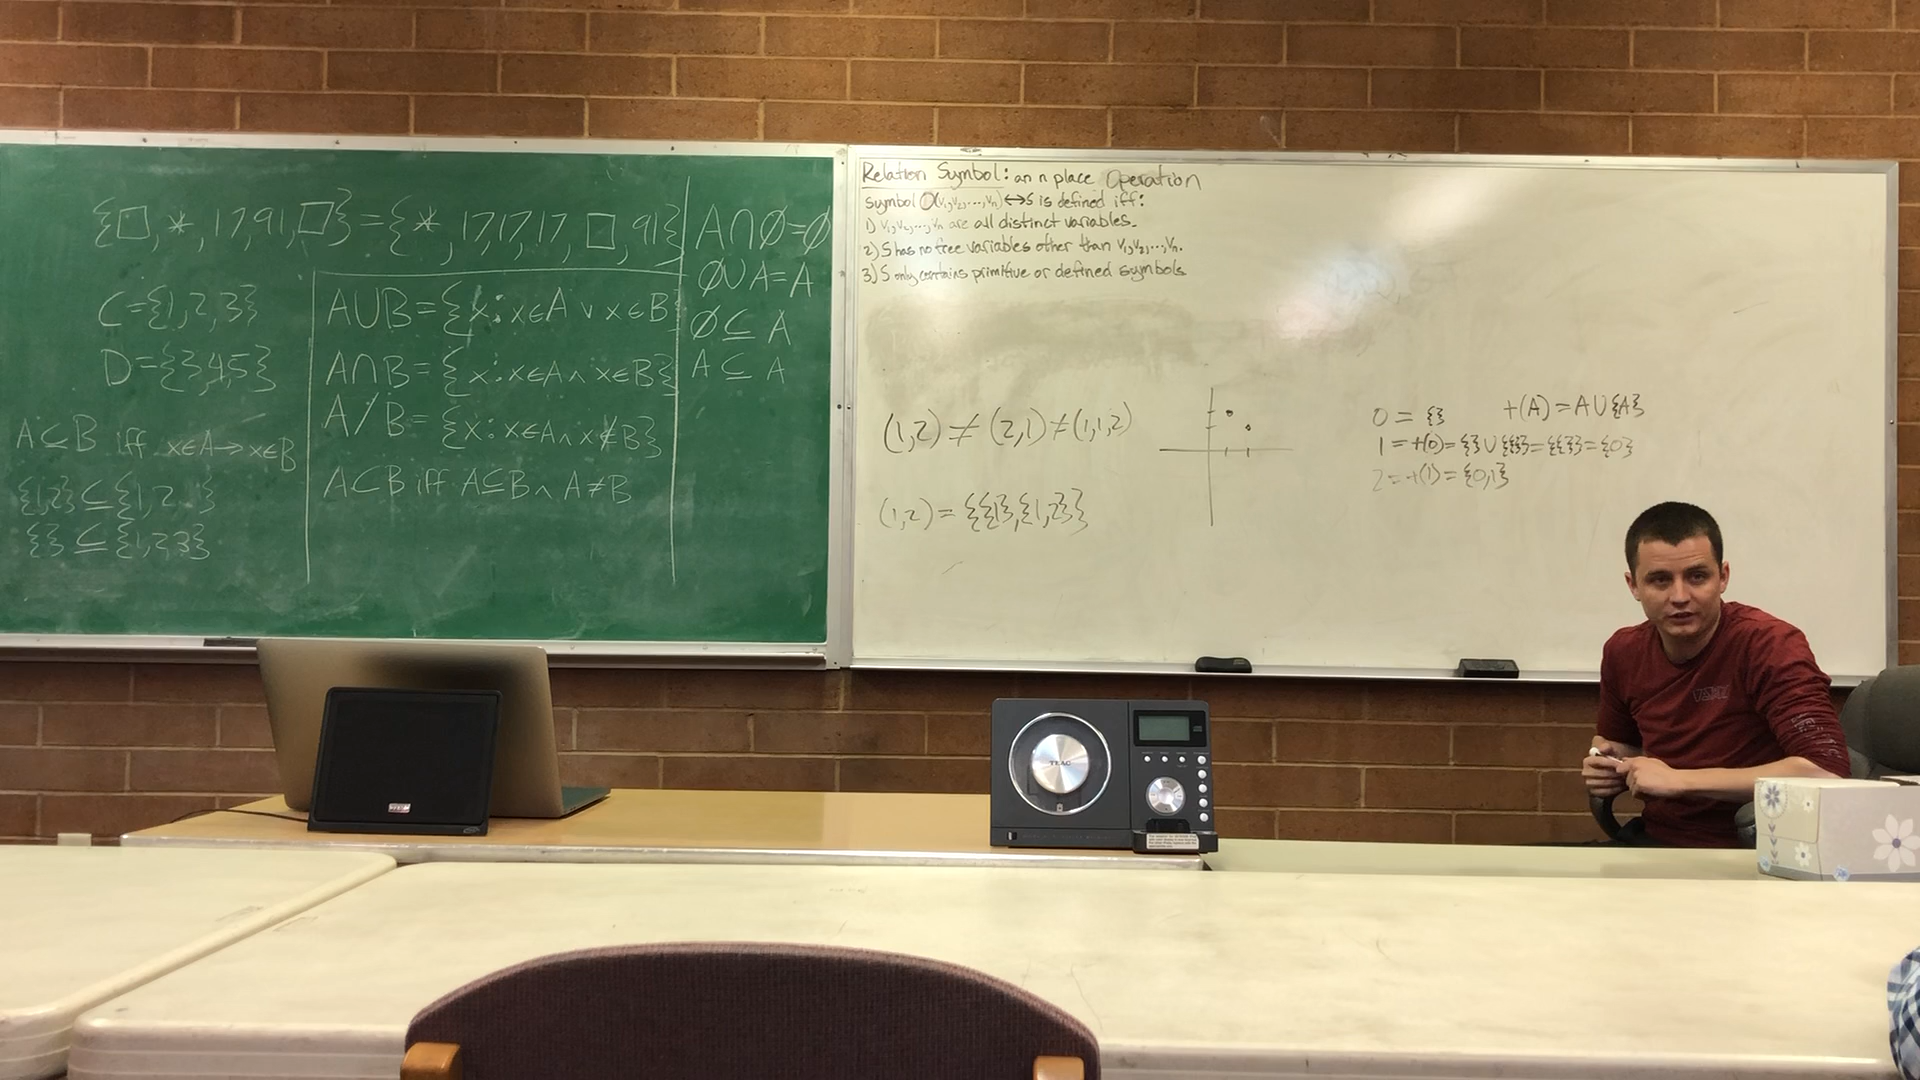 {□, *, 17, 91, □} = {*, 17, 17, 17, □, 91}
C = {1, 2, 3}
D = {3, 4, 5}
A ⊆ B iff x∈A → x∈B
{1, 2} ⊆ {1, 2, }
{} ⊆ {1, 2 3}
A∪B = {x : x∈A ∨ x∈B}
A∩B = {x : x∈A ∧ x∈B}
A / B = {x : x∈A ∧ x∉B}
A⊂B iff A⊆B ∧ A≠B
A∩∅=∅
∅∪A=A
∅ ⊆ A
A ⊆ A
Relation Symbol: an n place Operation
symbol O(v₁,v₂,...,vₙ)↔S is defined iff:
1) v₁,v₂,...,vₙ are all distinct variables.
2) S has no free variables other than v₁,v₂,...,vₙ.
3) S only contains primitive or defined symbols
(1,2) ≠ (2,1) ≠ (1,1,2)
(1,2) = {{1},{1,2}}
0 = {} +(A) = A∪{A}
1 = +(0) = {}∪{{}} = {{}} = {0}
2 = +(1) = {0,1}
TEAC